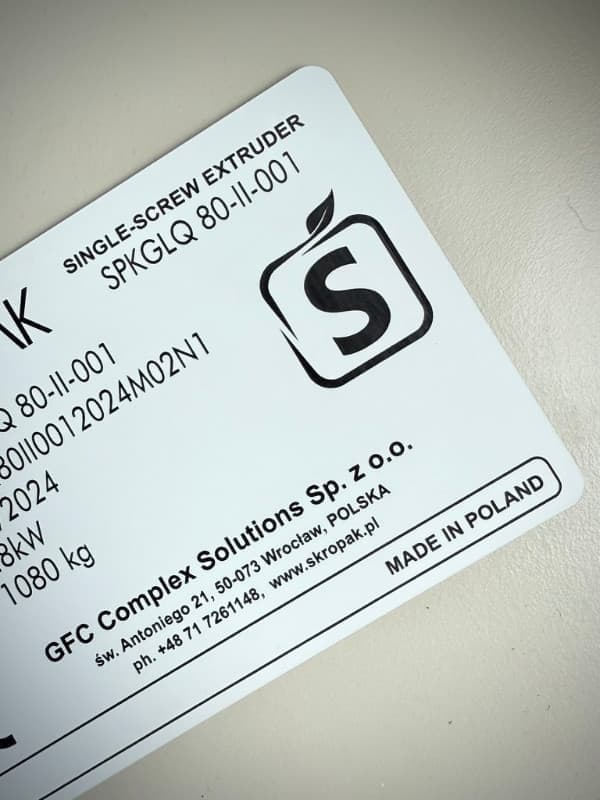 SINGLE-SCREW EXTRUDER
SPKGLQ 80-II-001
AK
Q 80-II-001
80II0012024M02N1
/2024
8kW
1080 kg
S
GFC Complex Solutions Sp. z o.o.
św. Antoniego 21, 50-073 Wrocław, POLSKA
ph. +48 71 7261148, www.skropak.pl
MADE IN POLAND